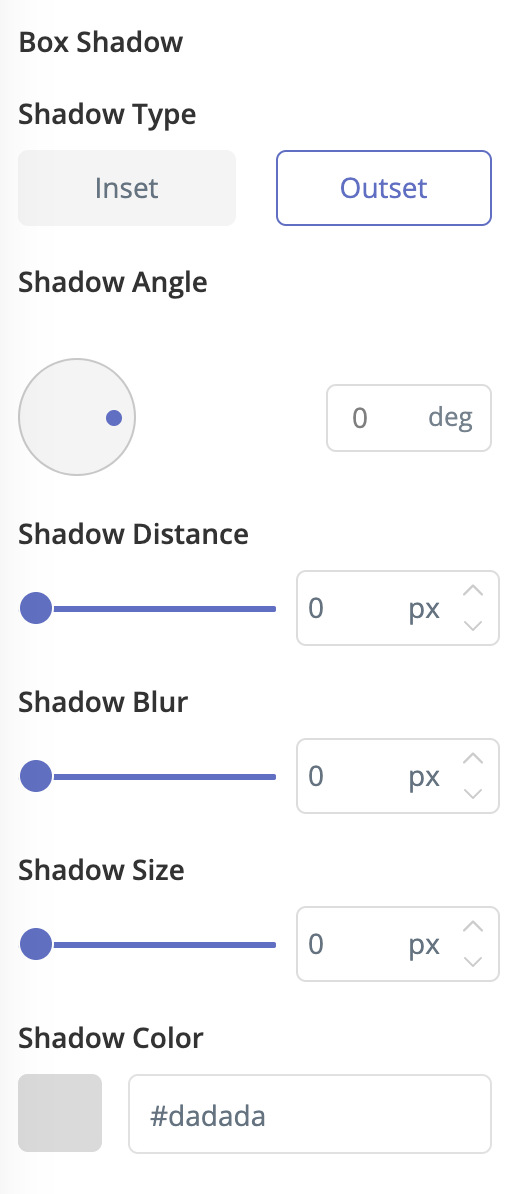 Box Shadow
Shadow Type
Inset Outset
Shadow Angle
0 deg
Shadow Distance
0 px
Shadow Blur
0 px
Shadow Size
0 px
Shadow Color
#dadada